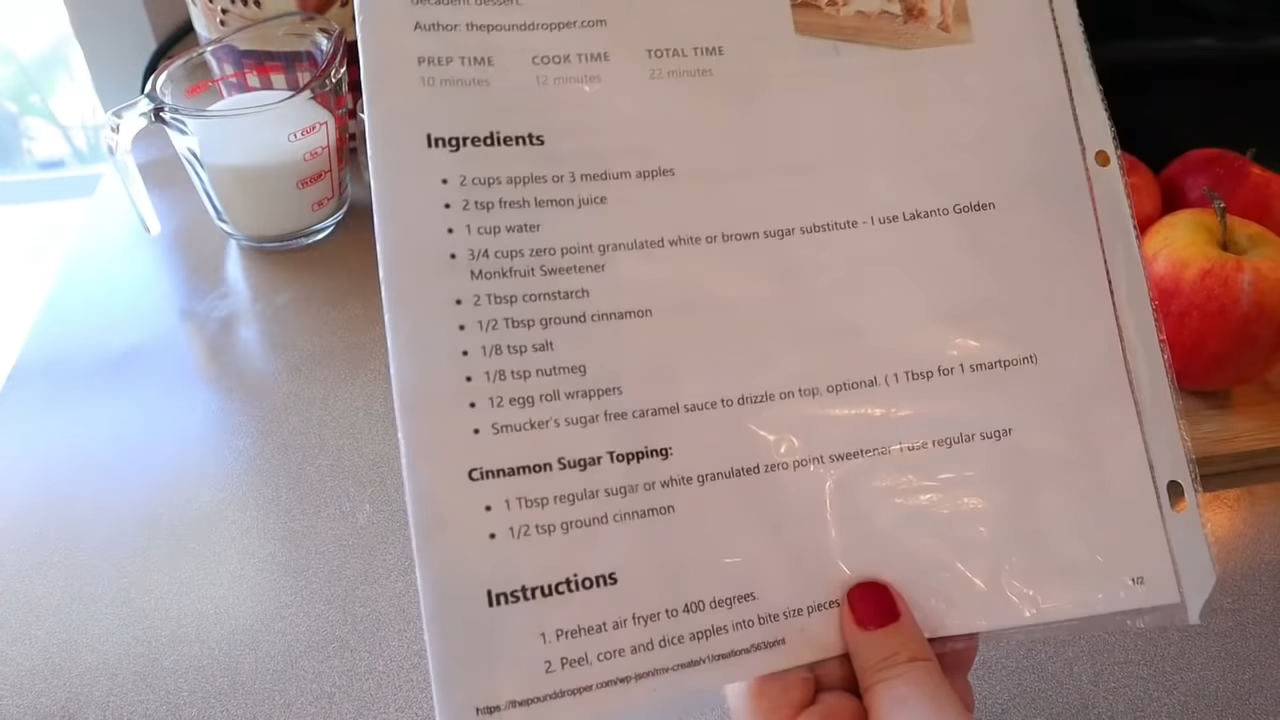 decadent dessert.
Author: thepounddropper.com
PREP TIME COOK TIME TOTAL TIME
10 minutes 12 minutes 22 minutes
1 CUP
Ingredients
• 2 cups apples or 3 medium apples
• 2 tsp fresh lemon juice
• 1 cup water
• 3/4 cups zero point granulated white or brown sugar substitute - I use Lakanto Golden
Monkfruit Sweetener
• 2 Tbsp cornstarch
• 1/2 Tbsp ground cinnamon
• 1/8 tsp salt
• 1/8 tsp nutmeg
• 12 egg roll wrappers
• Smucker's sugar free caramel sauce to drizzle on top, optional. ( 1 Tbsp for 1 smartpoint)
Cinnamon Sugar Topping:
• 1 Tbsp regular sugar or white granulated zero point sweetener I use regular sugar
• 1/2 tsp ground cinnamon
Instructions
1. Preheat air fryer to 400 degrees.
2. Peel, core and dice apples into bite size pieces
https://thepounddropper.com/wp-json/mv-create/v1/creations/563/print
1/2